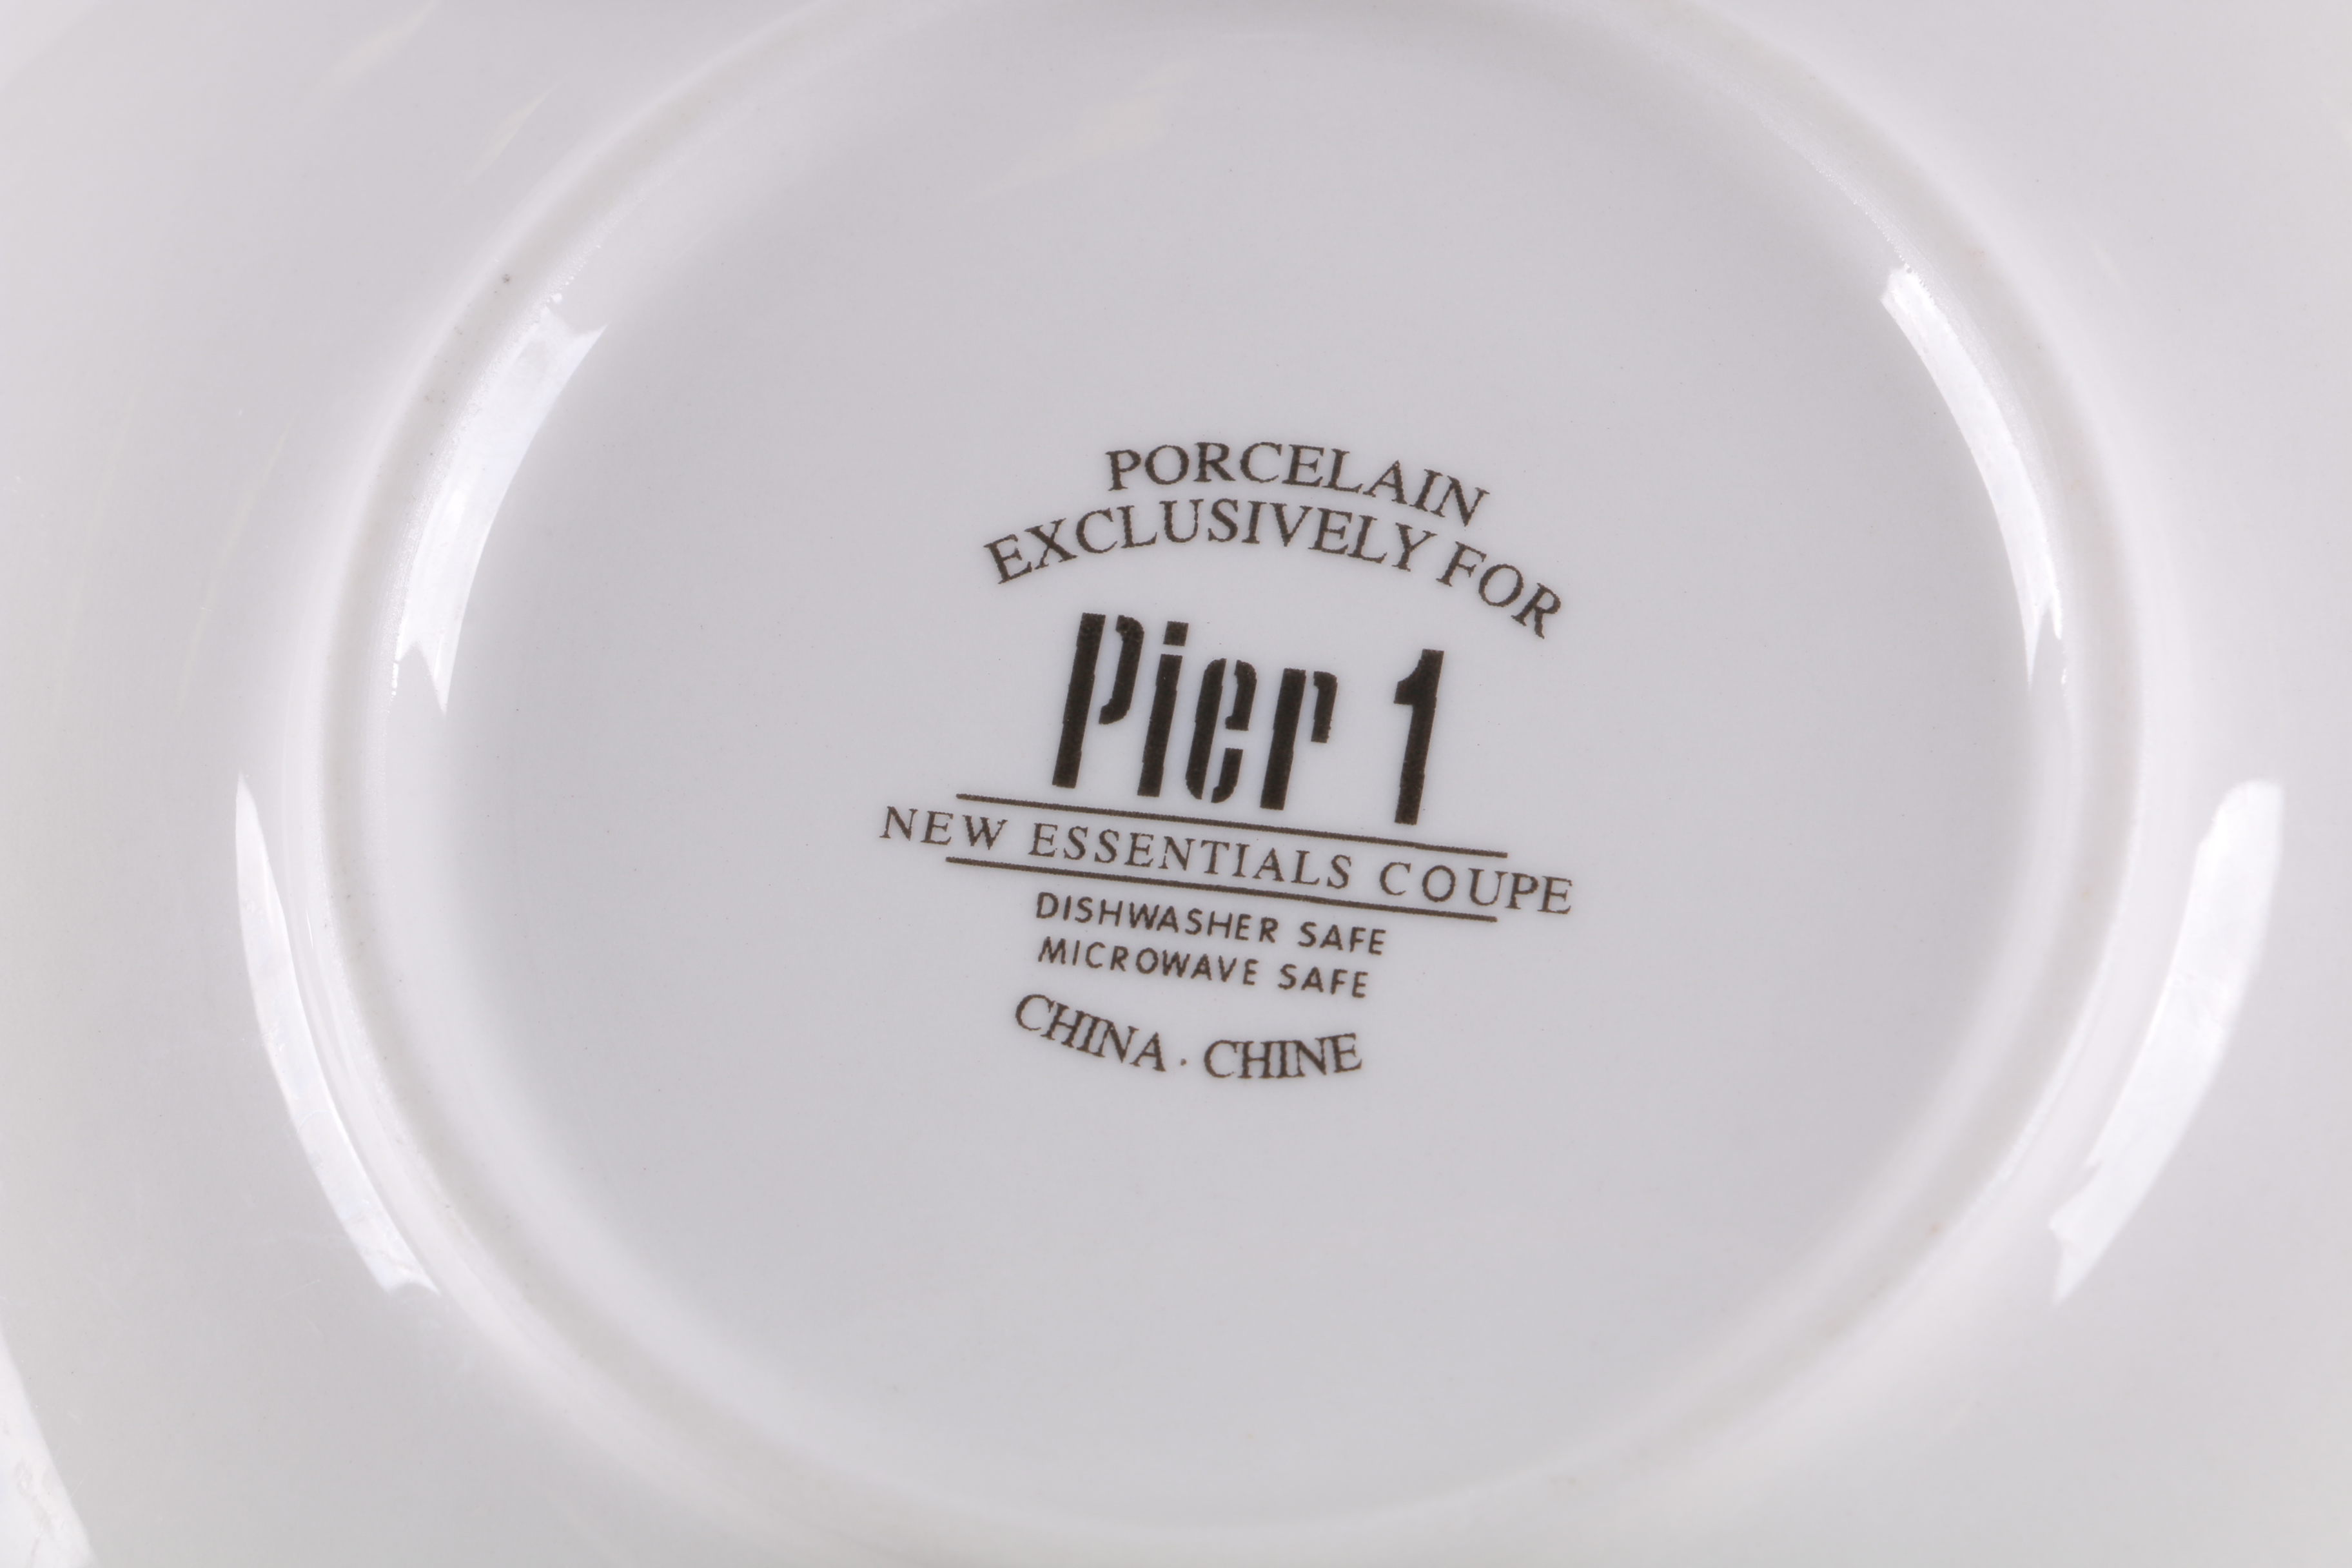 PORCELAIN
EXCLUSIVELY FOR
Pier 1
NEW ESSENTIALS COUPE
DISHWASHER SAFE
MICROWAVE SAFE
CHINA . CHINE